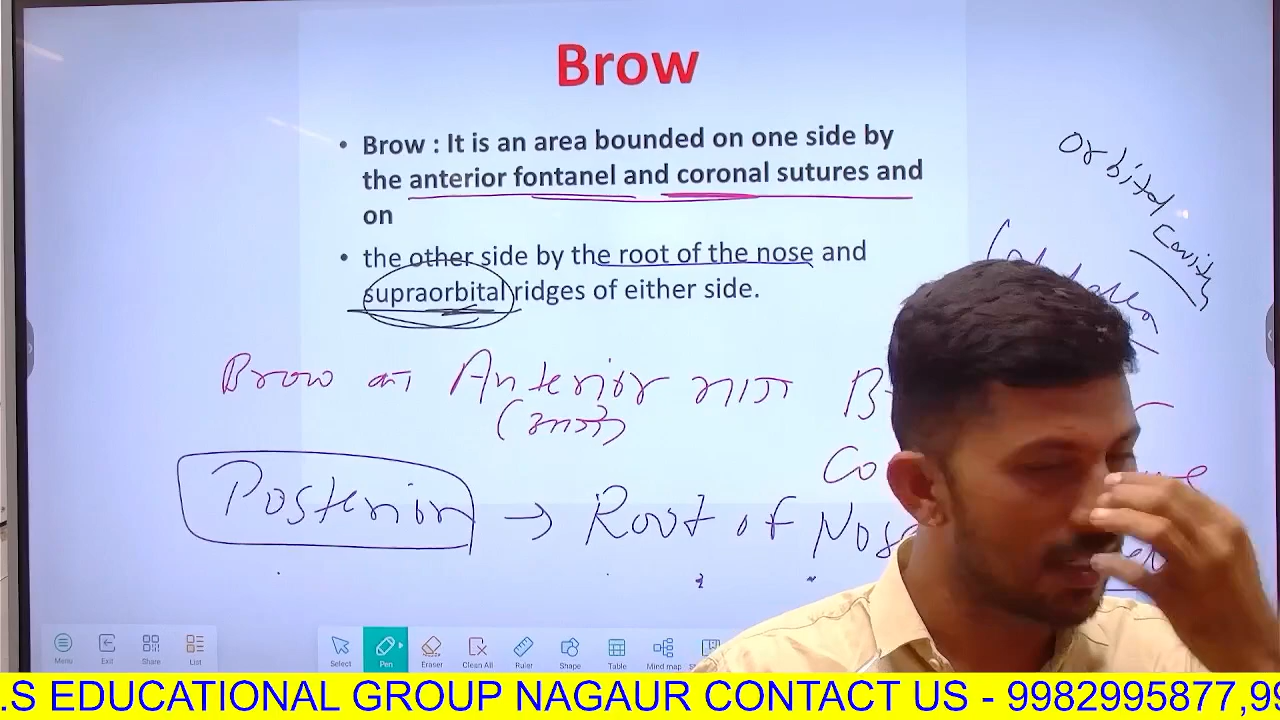 Brow
• Brow : It is an area bounded on one side by
the anterior fontanel and coronal sutures and
on
• the other side by the root of the nose and
supraorbital ridges of either side.
Orbital
Cavity
Brow का Anterior भाग
(आगे)
Posterior → Root of Nose
Menu
Exit
Share
List
Select
Pen
Eraser
Clean All
Ruler
Shape
Table
Mind map
.S EDUCATIONAL GROUP NAGAUR CONTACT US - 9982995877,99